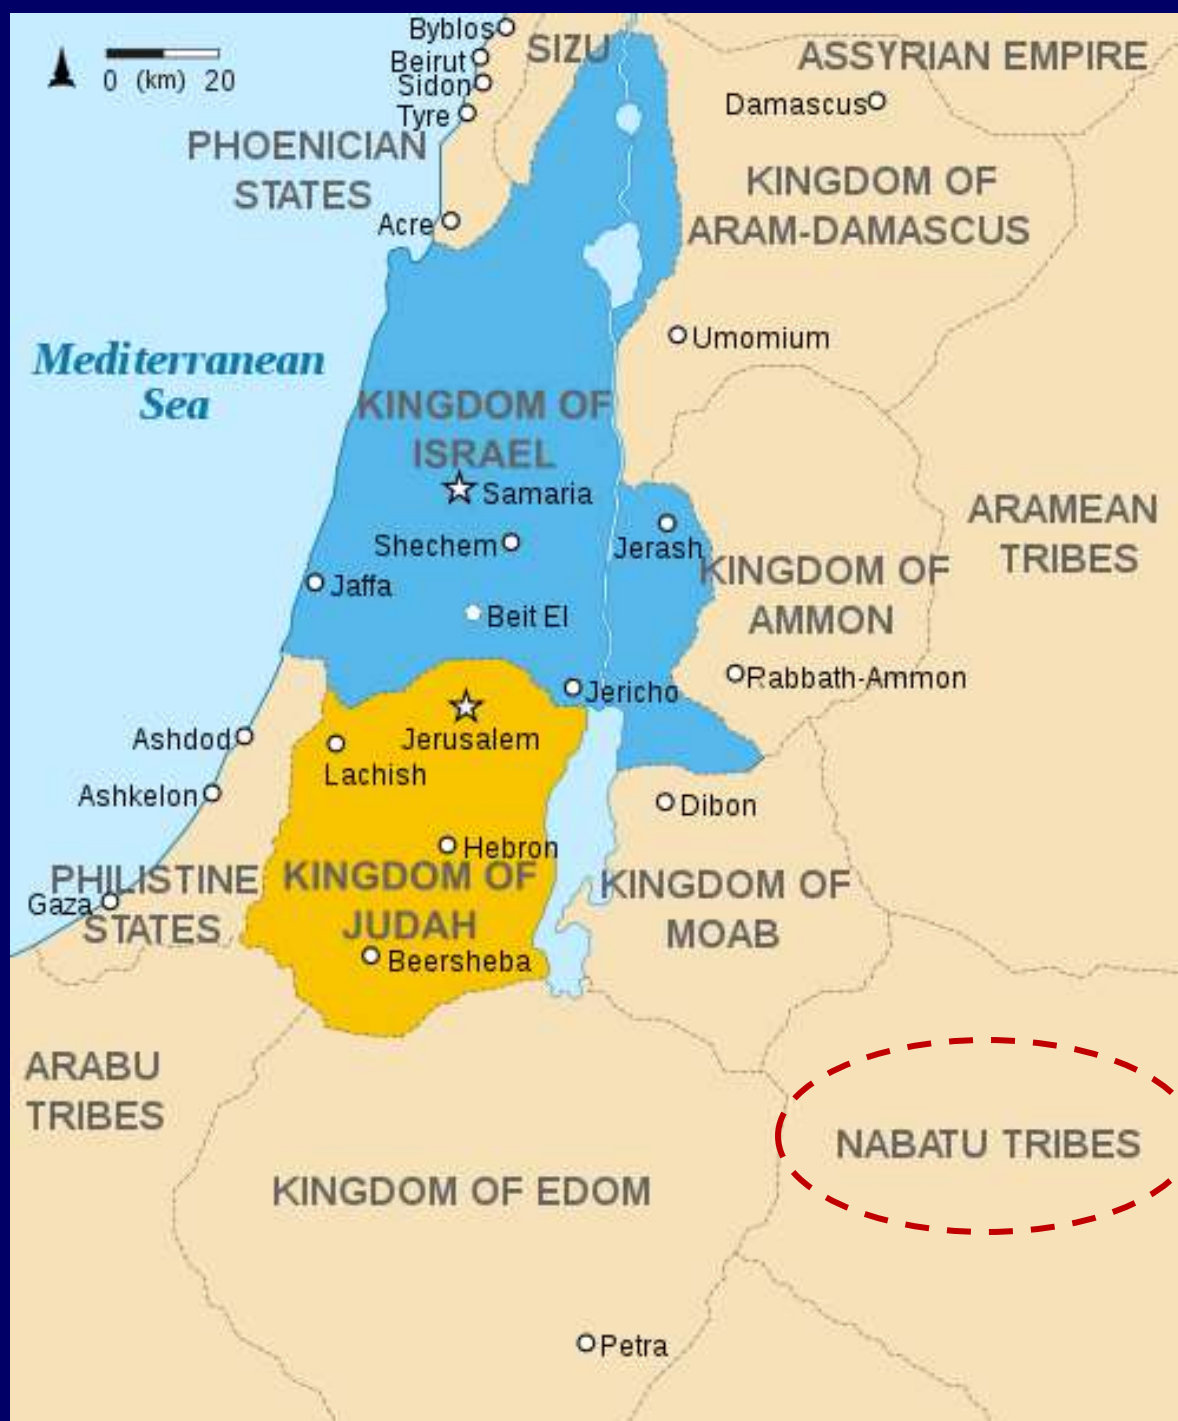 Byblos
SIZU
ASSYRIAN EMPIRE
Beirut
0 (km) 20
Sidon
Damascus
Tyre
PHOENICIAN
STATES
KINGDOM OF
ARAM-DAMASCUS
Acre
Umomium
Mediterranean
Sea
KINGDOM OF
ISRAEL
Samaria
ARAMEAN
TRIBES
Shechem
Jerash
KINGDOM OF
AMMON
Jaffa
Beit El
Rabbath-Ammon
Jericho
Ashdod
Jerusalem
Lachish
Ashkelon
Dibon
Hebron
PHILISTINE
STATES
Gaza
KINGDOM OF
JUDAH
KINGDOM OF
MOAB
Beersheba
ARABU
TRIBES
NABATU TRIBES
KINGDOM OF EDOM
Petra